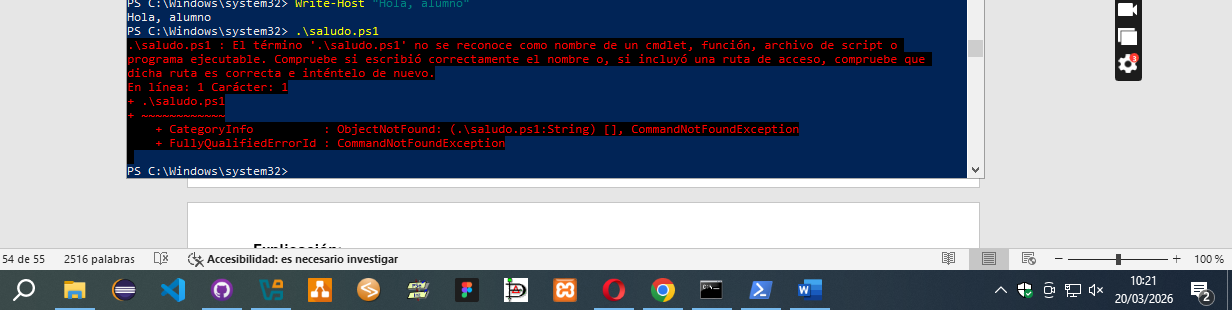 PS C:\Windows\system32> Write-Host "Hola, alumno"
Hola, alumno
PS C:\Windows\system32> .\saludo.ps1
.\saludo.ps1 : El término '.\saludo.ps1' no se reconoce como nombre de un cmdlet, función, archivo de script o
programa ejecutable. Compruebe si escribió correctamente el nombre o, si incluyó una ruta de acceso, compruebe que
dicha ruta es correcta e inténtelo de nuevo.
En línea: 1 Carácter: 1
+ .\saludo.ps1
+ ~~~~~~~~~~~~
+ CategoryInfo : ObjectNotFound: (.\saludo.ps1:String) [], CommandNotFoundException
+ FullyQualifiedErrorId : CommandNotFoundException
PS C:\Windows\system32>
Explicación:
54 de 55 2516 palabras Accesibilidad: es necesario investigar 100 %
10:21
20/03/2026
2